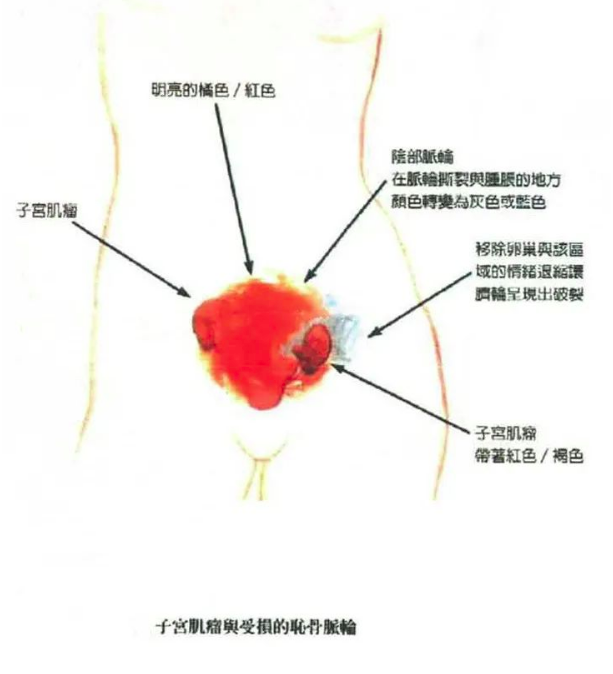 明亮的橘色/紅色
陰部脈輪
在脈輪撕裂與腫脹的地方
顏色轉變為灰色或藍色
子宮肌瘤
移除卵巢與該區
域的情緒退縮讓
臍輪呈現出破裂
子宮肌瘤
帶著紅色/褐色
子宮肌瘤與受損的恥骨脈輪